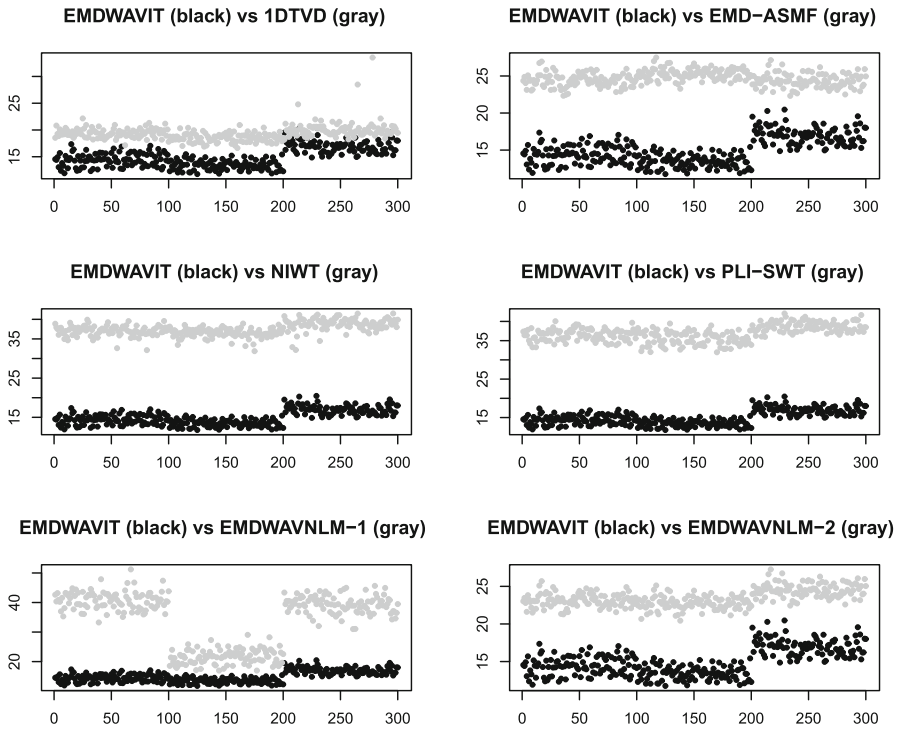 EMDWAVIT (black) vs 1DTVD (gray)
15 25
0 50 100 150 200 250 300
EMDWAVIT (black) vs EMD−ASMF (gray)
15 20 25
0 50 100 150 200 250 300
EMDWAVIT (black) vs NIWT (gray)
15 25 35
0 50 100 150 200 250 300
EMDWAVIT (black) vs PLI−SWT (gray)
15 25 35
0 50 100 150 200 250 300
EMDWAVIT (black) vs EMDWAVNLM−1 (gray)
20 40
0 50 100 150 200 250 300
EMDWAVIT (black) vs EMDWAVNLM−2 (gray)
15 20 25
0 50 100 150 200 250 300